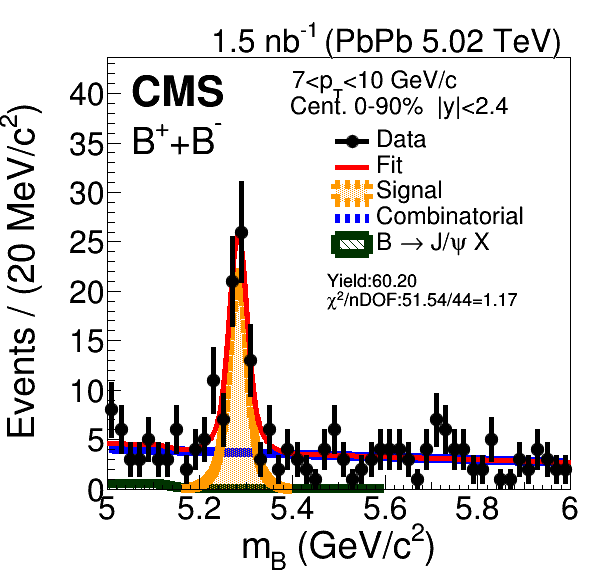 1.5 nb⁻¹ (PbPb 5.02 TeV)
CMS
B⁺+B⁻
7<p_T<10 GeV/c
Cent. 0-90% |y|<2.4
Data
Fit
Signal
Combinatorial
B → J/ψ X
Yield:60.20
χ²/nDOF:51.54/44=1.17
Events / (20 MeV/c²)
40
35
30
25
20
15
10
5
0
5 5.2 5.4 5.6 5.8 6
m_B (GeV/c²)